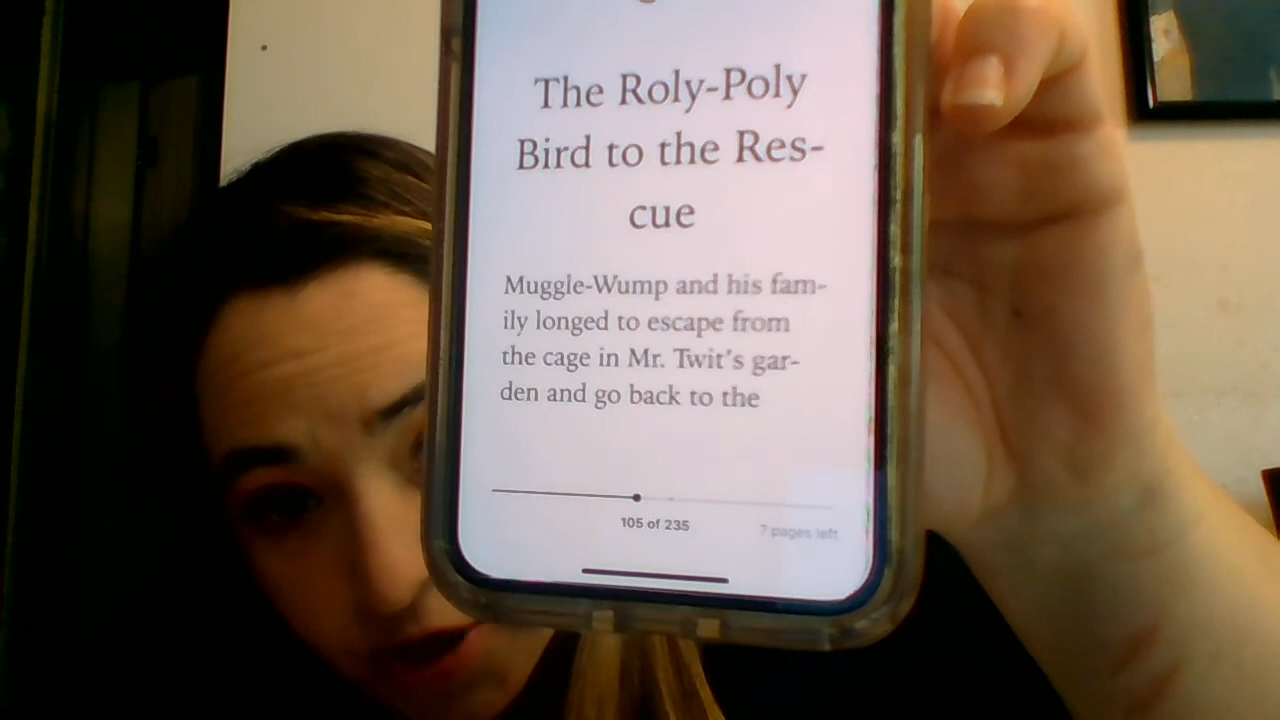 The Roly-Poly
Bird to the Res-
cue
Muggle-Wump and his fam-
ily longed to escape from
the cage in Mr. Twit's gar-
den and go back to the
105 of 235
7 pages left